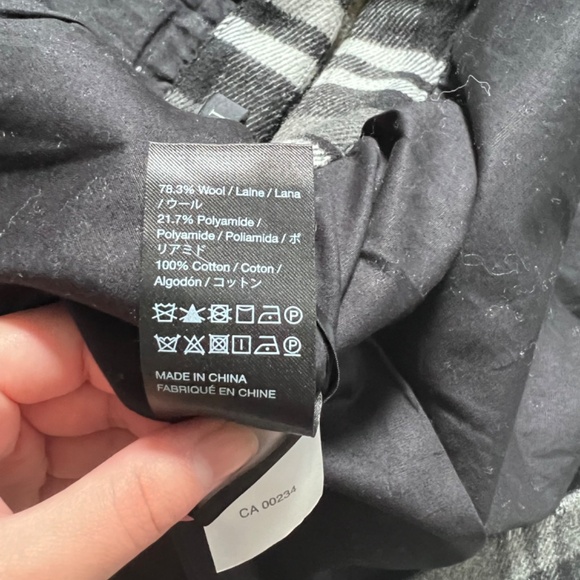 78.3% Wool / Laine / Lana
/ ウール
21.7% Polyamide /
Polyamide / Poliamida / ポ
リアミド
100% Cotton / Coton /
Algodón / コットン
MADE IN CHINA
FABRIQUÉ EN CHINE
CA 00234